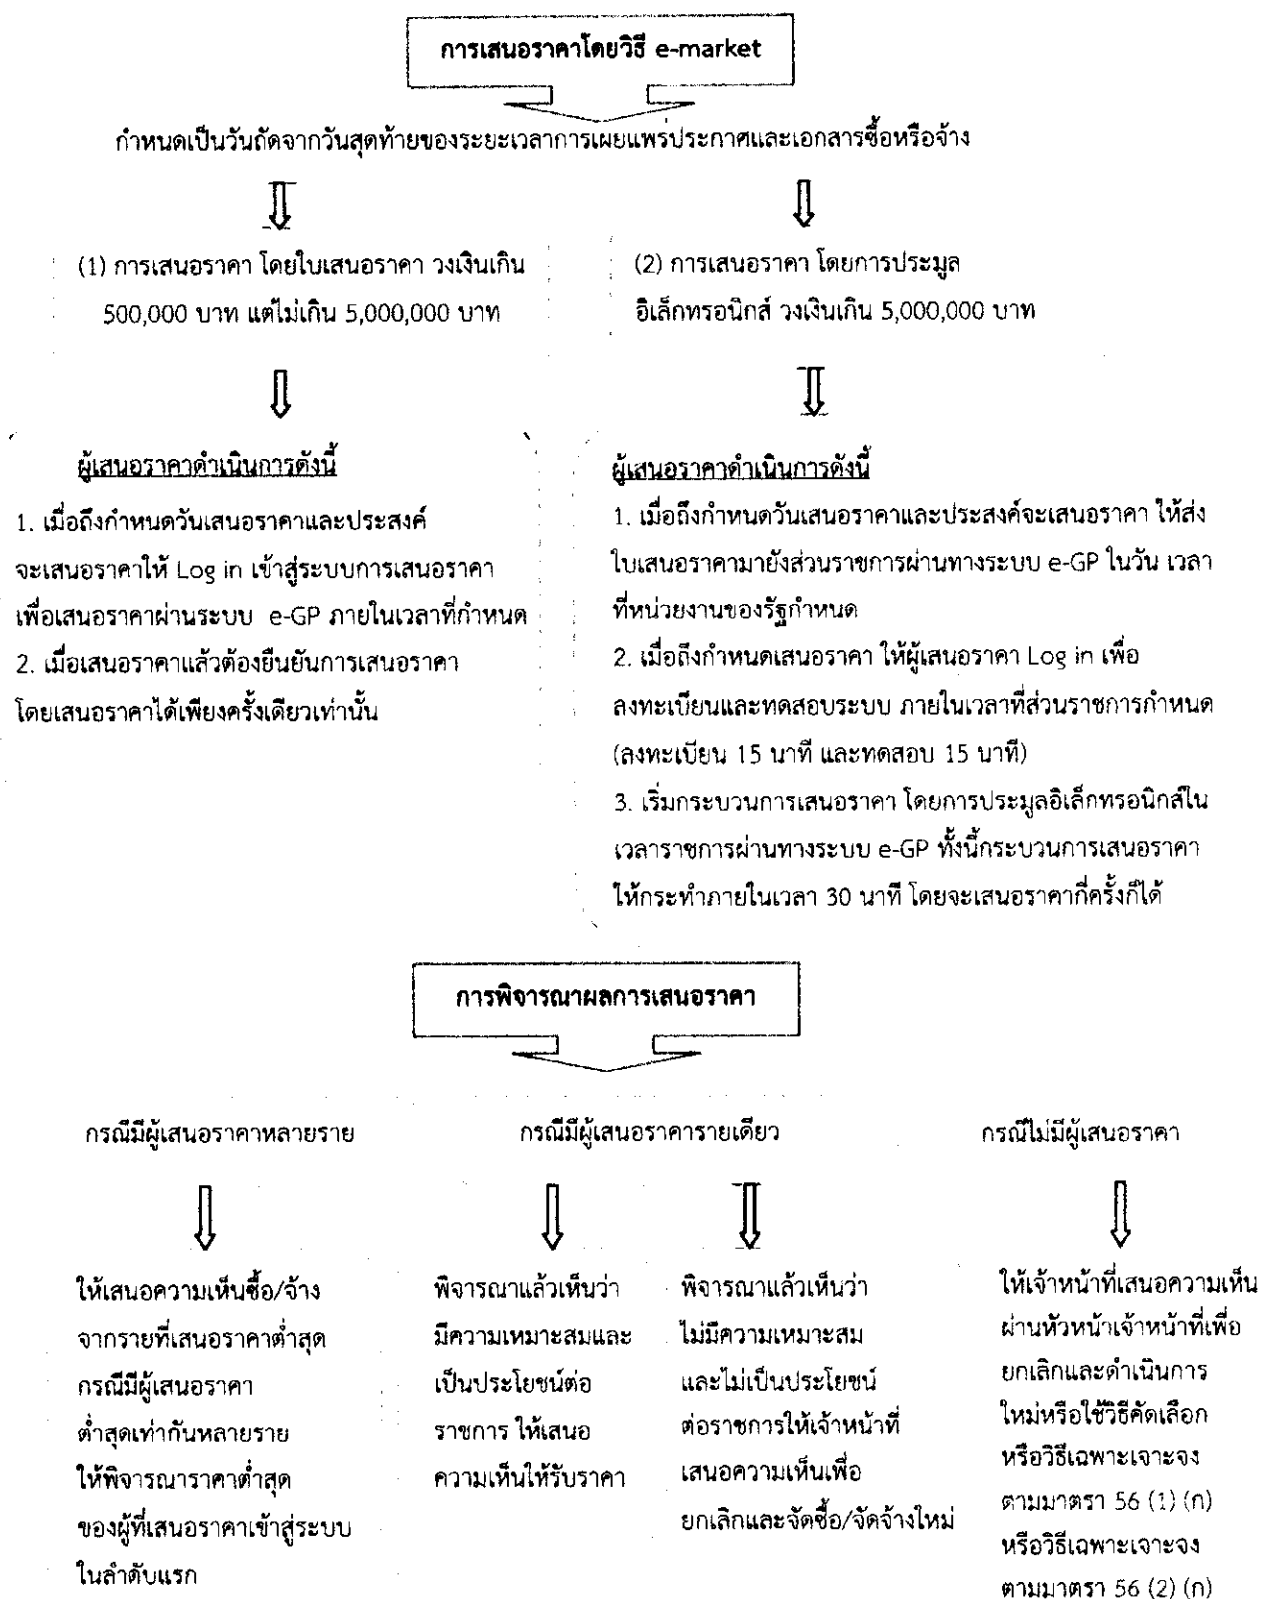 การเสนอราคาโดยวิธี e-market
กำหนดเป็นวันถัดจากวันสุดท้ายของระยะเวลาการเผยแพร่ประกาศและเอกสารซื้อหรือจ้าง
(1) การเสนอราคา โดยใบเสนอราคา วงเงินเกิน
500,000 บาท แต่ไม่เกิน 5,000,000 บาท
(2) การเสนอราคา โดยการประมูล
อิเล็กทรอนิกส์ วงเงินเกิน 5,000,000 บาท
ผู้เสนอราคาดำเนินการดังนี้
1. เมื่อถึงกำหนดวันเสนอราคาและประสงค์
จะเสนอราคาให้ Log in เข้าสู่ระบบการเสนอราคา
เพื่อเสนอราคาผ่านระบบ e-GP ภายในเวลาที่กำหนด
2. เมื่อเสนอราคาแล้วต้องยืนยันการเสนอราคา
โดยเสนอราคาได้เพียงครั้งเดียวเท่านั้น
ผู้เสนอราคาดำเนินการดังนี้
1. เมื่อถึงกำหนดวันเสนอราคาและประสงค์จะเสนอราคา ให้ส่ง
ใบเสนอราคามายังส่วนราชการผ่านทางระบบ e-GP ในวัน เวลา
ที่หน่วยงานของรัฐกำหนด
2. เมื่อถึงกำหนดเสนอราคา ให้ผู้เสนอราคา Log in เพื่อ
ลงทะเบียนและทดสอบระบบ ภายในเวลาที่ส่วนราชการกำหนด
(ลงทะเบียน 15 นาที และทดสอบ 15 นาที)
3. เริ่มกระบวนการเสนอราคา โดยการประมูลอิเล็กทรอนิกส์ใน
เวลาราชการผ่านทางระบบ e-GP ทั้งนี้กระบวนการเสนอราคา
ให้กระทำภายในเวลา 30 นาที โดยจะเสนอราคากี่ครั้งก็ได้
การพิจารณาผลการเสนอราคา
กรณีมีผู้เสนอราคาหลายราย
ให้เสนอความเห็นซื้อ/จ้าง
จากรายที่เสนอราคาต่ำสุด
กรณีมีผู้เสนอราคา
ต่ำสุดเท่ากันหลายราย
ให้พิจารณาราคาต่ำสุด
ของผู้ที่เสนอราคาเข้าสู่ระบบ
ในลำดับแรก
กรณีมีผู้เสนอราคารายเดียว
พิจารณาแล้วเห็นว่า
มีความเหมาะสมและ
เป็นประโยชน์ต่อ
ราชการ ให้เสนอ
ความเห็นให้รับราคา
พิจารณาแล้วเห็นว่า
ไม่มีความเหมาะสม
และไม่เป็นประโยชน์
ต่อราชการให้เจ้าหน้าที่
เสนอความเห็นเพื่อ
ยกเลิกและจัดซื้อ/จัดจ้างใหม่
กรณีไม่มีผู้เสนอราคา
ให้เจ้าหน้าที่เสนอความเห็น
ผ่านหัวหน้าเจ้าหน้าที่เพื่อ
ยกเลิกและดำเนินการ
ใหม่หรือใช้วิธีคัดเลือก
หรือวิธีเฉพาะเจาะจง
ตามมาตรา 56 (1) (ก)
หรือวิธีเฉพาะเจาะจง
ตามมาตรา 56 (2) (ก)